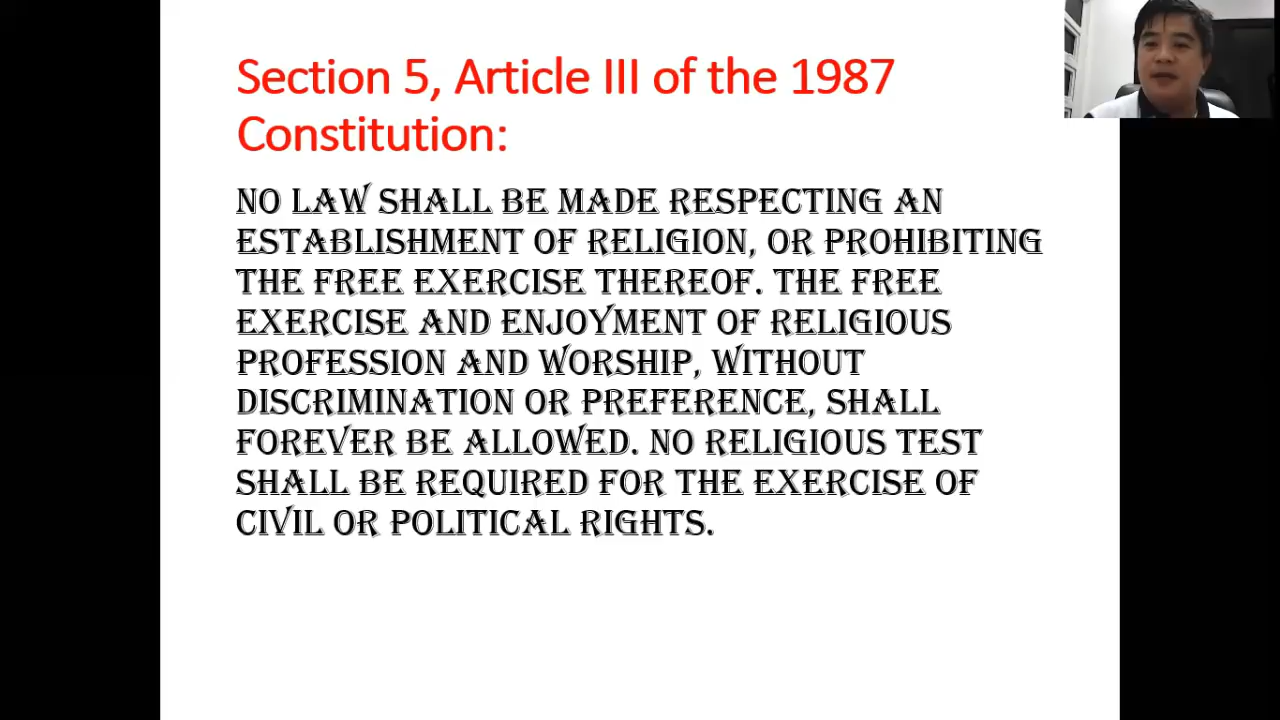 Section 5, Article III of the 1987
Constitution:
NO LAW SHALL BE MADE RESPECTING AN
ESTABLISHMENT OF RELIGION, OR PROHIBITING
THE FREE EXERCISE THEREOF. THE FREE
EXERCISE AND ENJOYMENT OF RELIGIOUS
PROFESSION AND WORSHIP, WITHOUT
DISCRIMINATION OR PREFERENCE, SHALL
FOREVER BE ALLOWED. NO RELIGIOUS TEST
SHALL BE REQUIRED FOR THE EXERCISE OF
CIVIL OR POLITICAL RIGHTS.